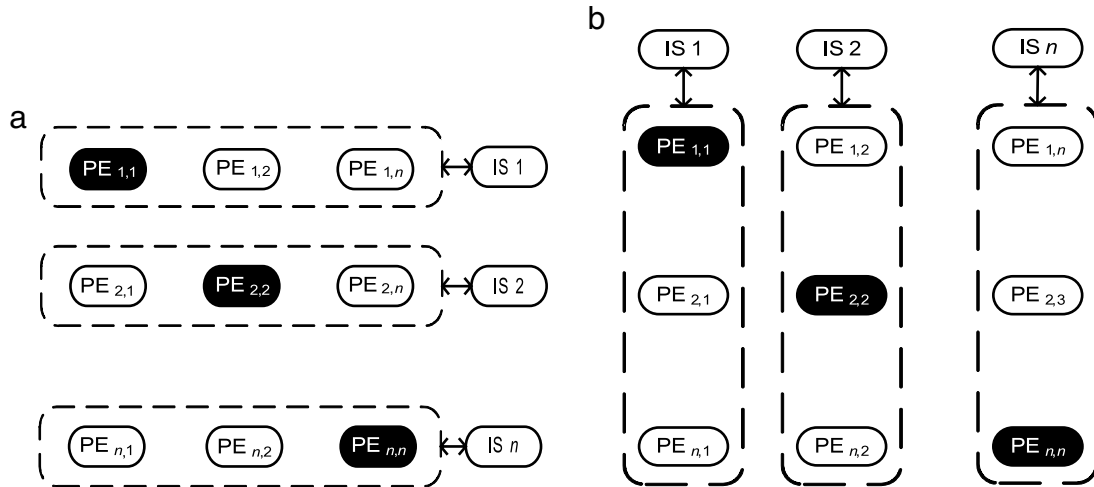 a
PE 1,1 PE 1,2 PE 1,n IS 1
PE 2,1 PE 2,2 PE 2,n IS 2
PE n,1 PE n,2 PE n,n IS n
b
IS 1 IS 2 IS n
PE 1,1 PE 1,2 PE 1,n
PE 2,1 PE 2,2 PE 2,3
PE n,1 PE n,2 PE n,n